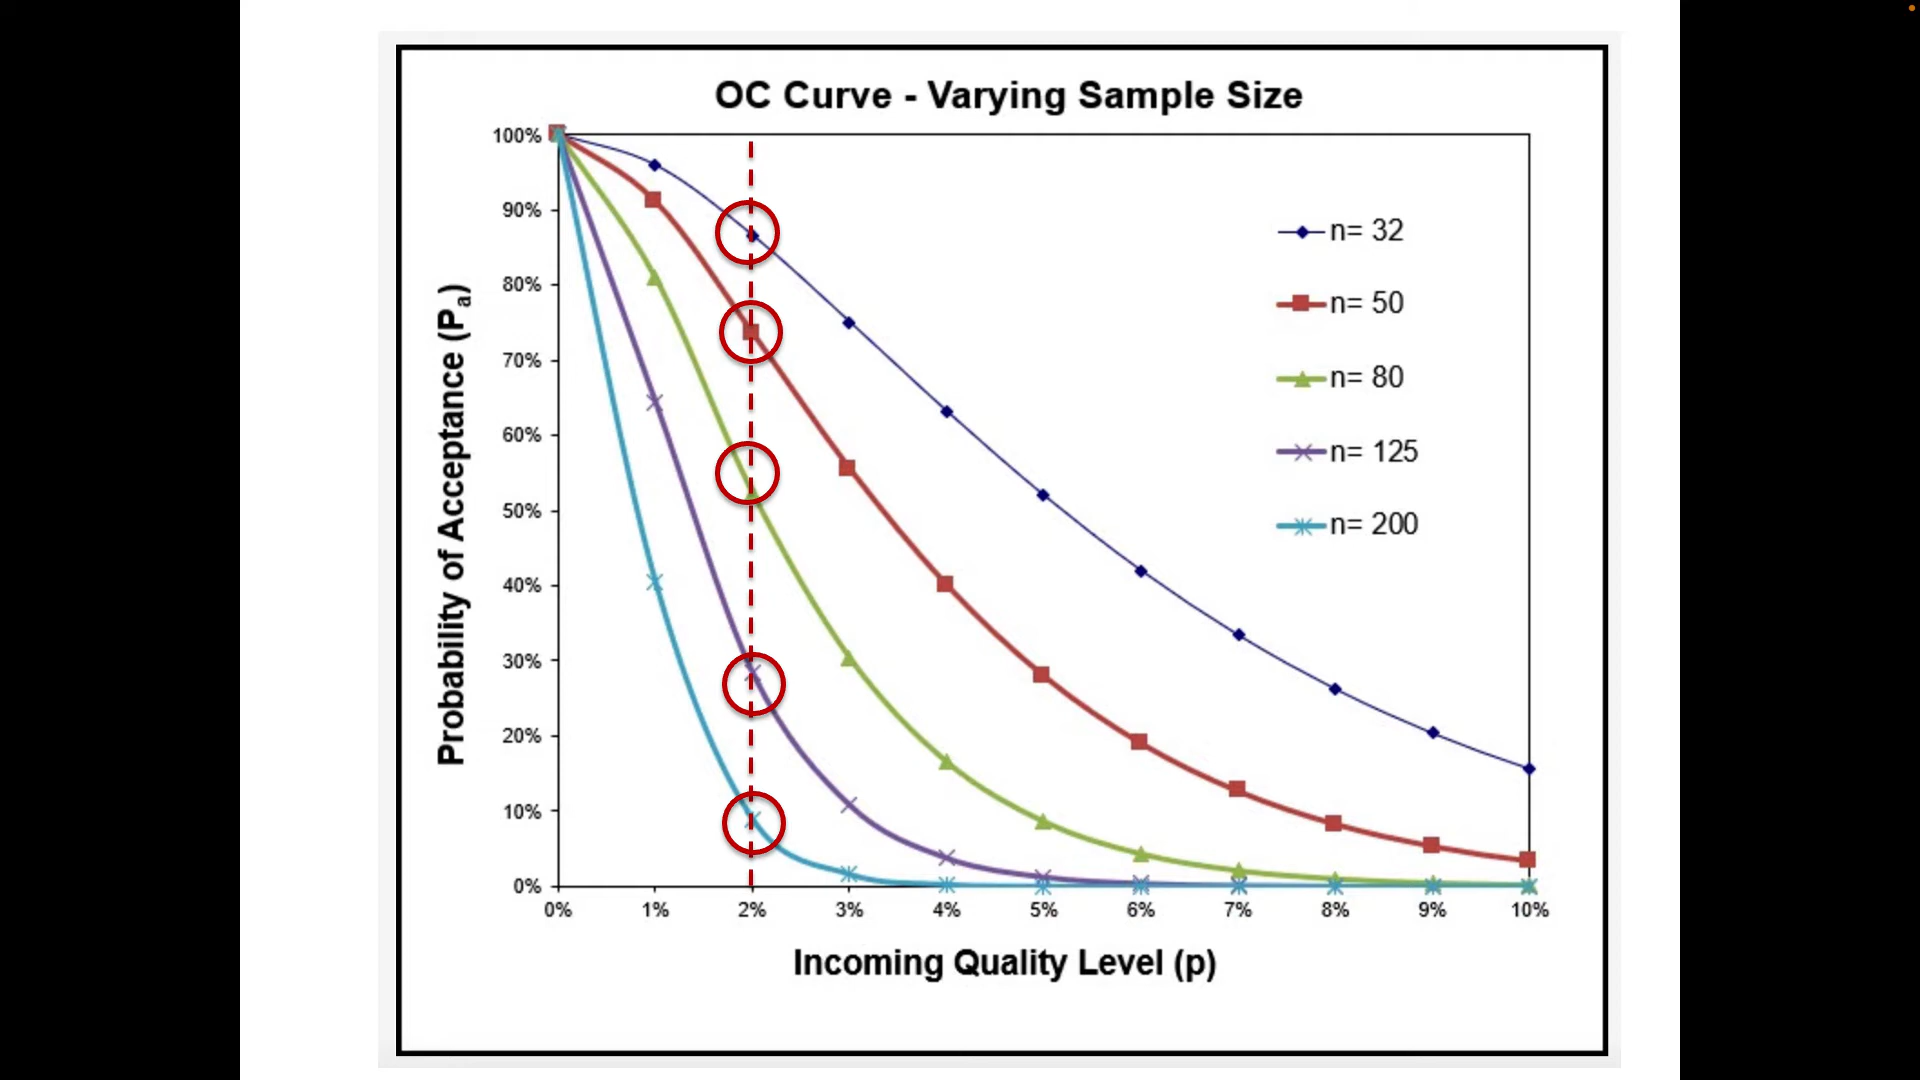 OC Curve - Varying Sample Size
100%
90%
80%
70%
60%
50%
40%
30%
20%
10%
0%
Probability of Acceptance (Pa)
n= 32
n= 50
n= 80
n= 125
n= 200
0% 1% 2% 3% 4% 5% 6% 7% 8% 9% 10%
Incoming Quality Level (p)